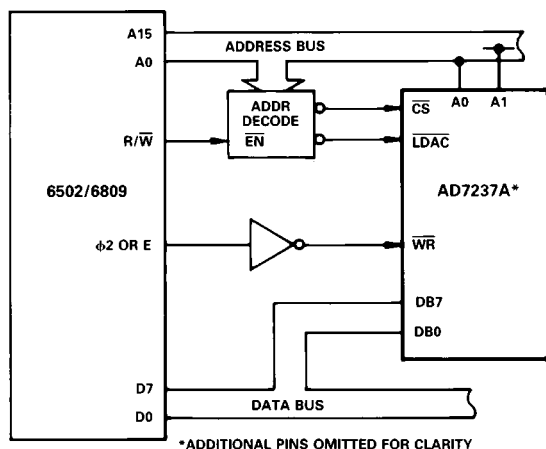 A15
ADDRESS BUS
A0
ADDR
DECODE
EN
R/W
CS
LDAC
A0
A1
6502/6809
AD7237A*
ϕ2 OR E
WR
DB7
DB0
D7
D0
DATA BUS
*ADDITIONAL PINS OMITTED FOR CLARITY